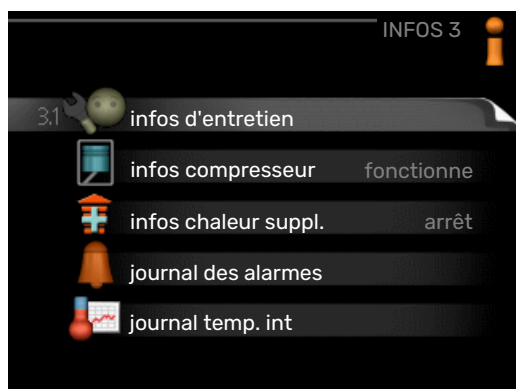 INFOS 3
3.1 infos d'entretien
infos compresseur fonctionne
infos chaleur suppl. arrêt
journal des alarmes
journal temp. int